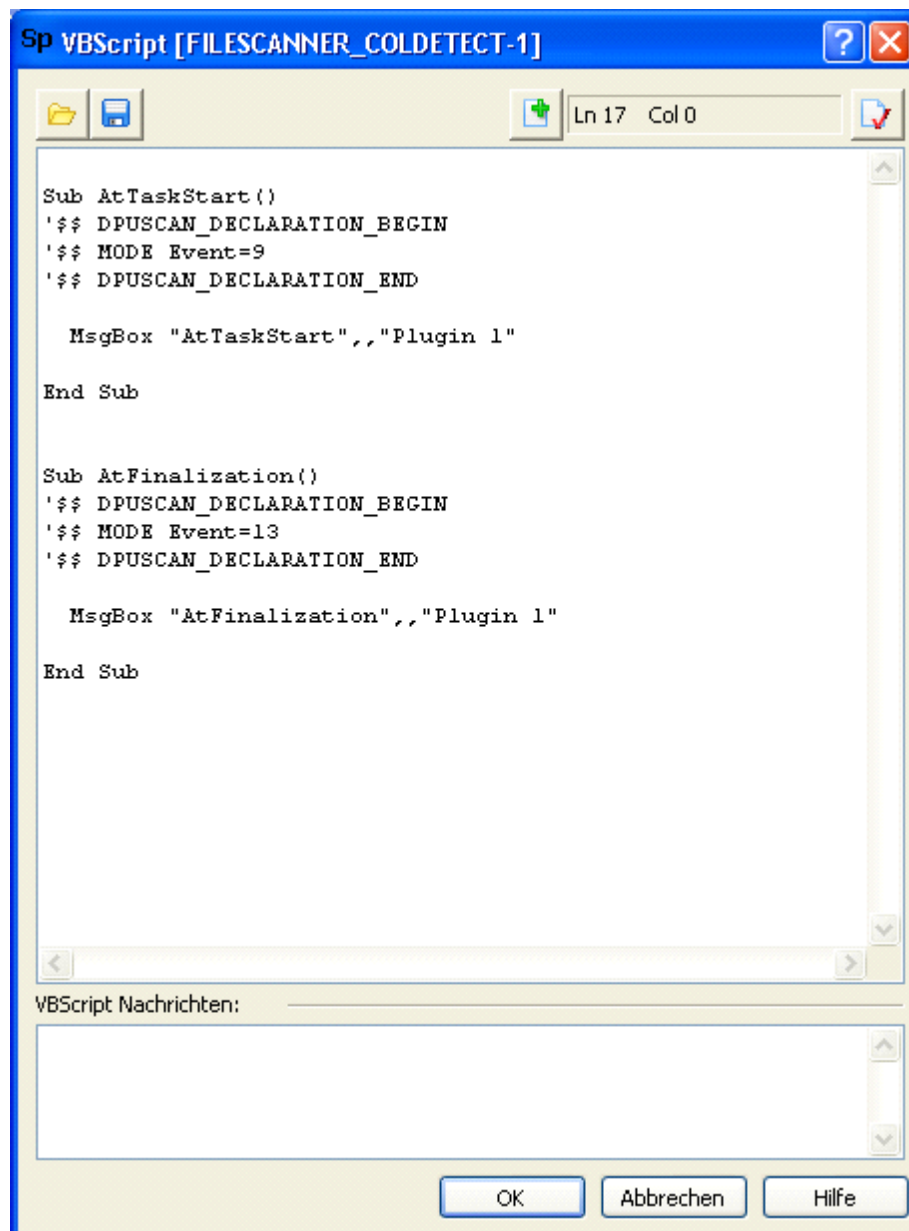 Sp VBScript [FILESCANNER_COLDETECT-1]
Ln 17 Col 0
Sub AtTaskStart()
'$$ DPUSCAN_DECLARATION_BEGIN
'$$ MODE Event=9
'$$ DPUSCAN_DECLARATION_END
MsgBox "AtTaskStart",,"Plugin 1"
End Sub
Sub AtFinalization()
'$$ DPUSCAN_DECLARATION_BEGIN
'$$ MODE Event=13
'$$ DPUSCAN_DECLARATION_END
MsgBox "AtFinalization",,"Plugin 1"
End Sub
VBScript Nachrichten:
OK Abbrechen Hilfe